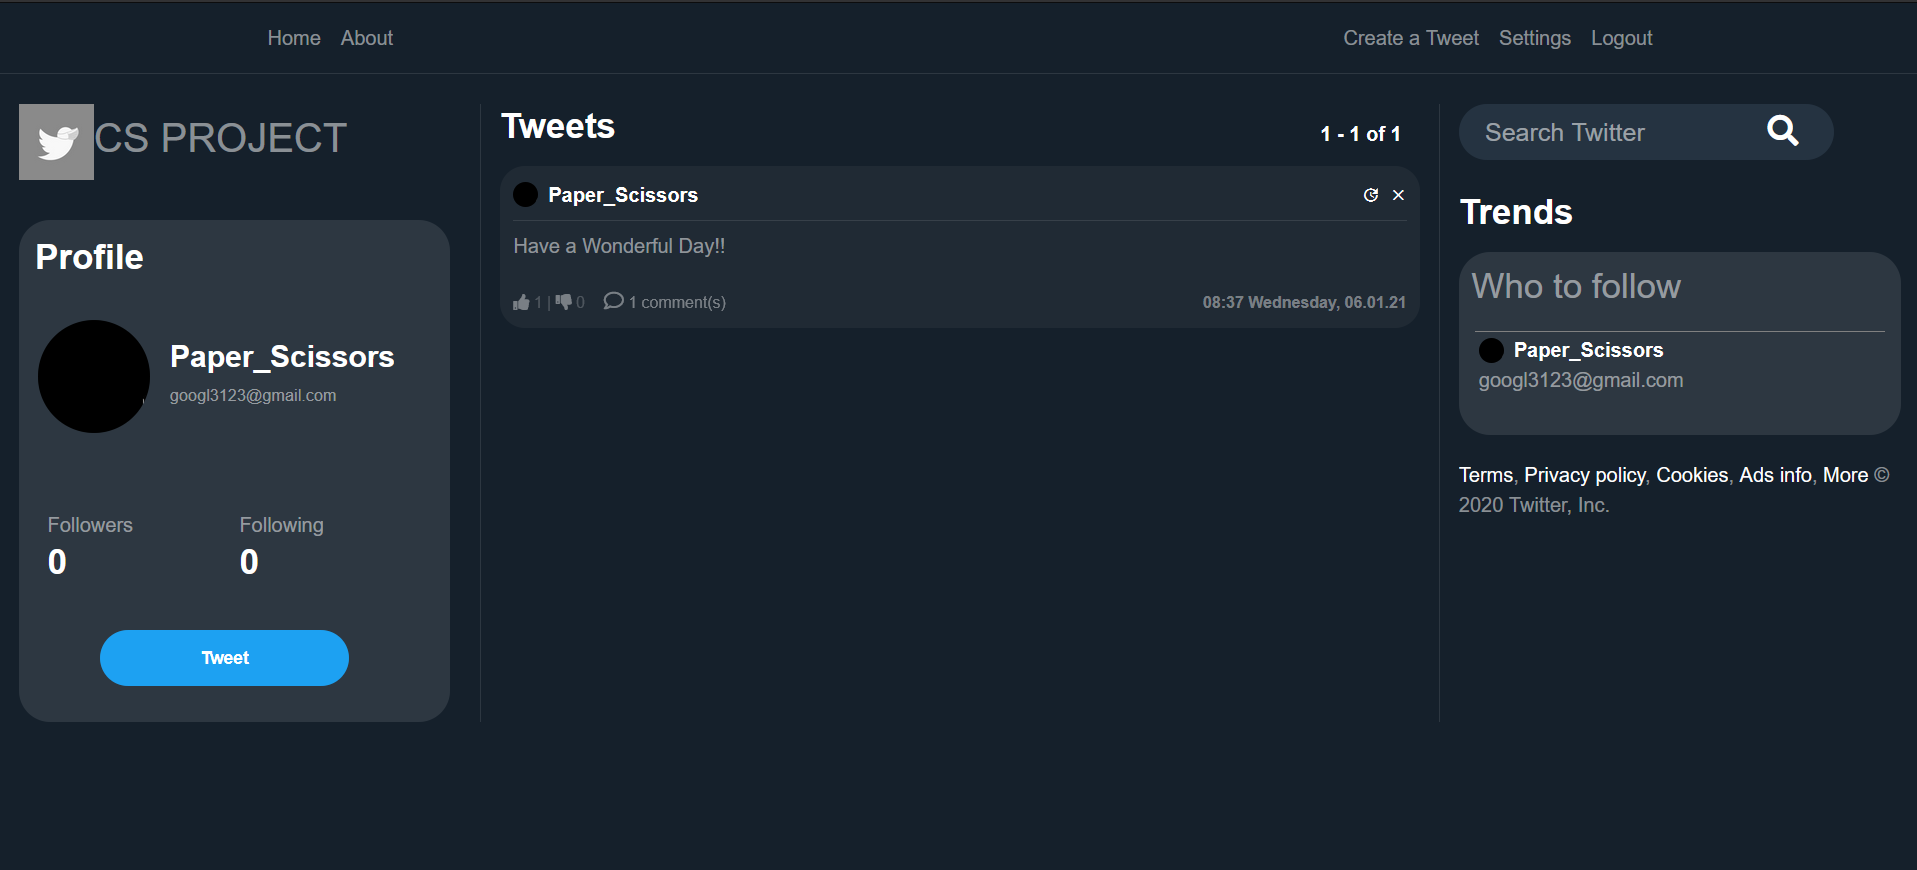 Home About
Create a Tweet Settings Logout
CS PROJECT
Profile
Paper_Scissors
googl3123@gmail.com
Followers Following
0 0
Tweet
Tweets
1 - 1 of 1
Paper_Scissors
Have a Wonderful Day!!
1 | 0 1 comment(s)
08:37 Wednesday, 06.01.21
Search Twitter
Trends
Who to follow
Paper_Scissors
googl3123@gmail.com
Terms, Privacy policy, Cookies, Ads info, More ©
2020 Twitter, Inc.